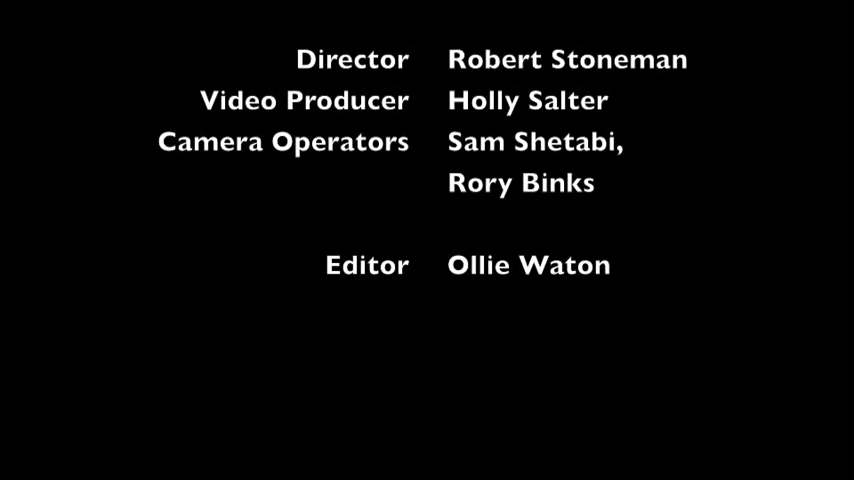 Director Robert Stoneman
Video Producer Holly Salter
Camera Operators Sam Shetabi,
Rory Binks
Editor Ollie Waton